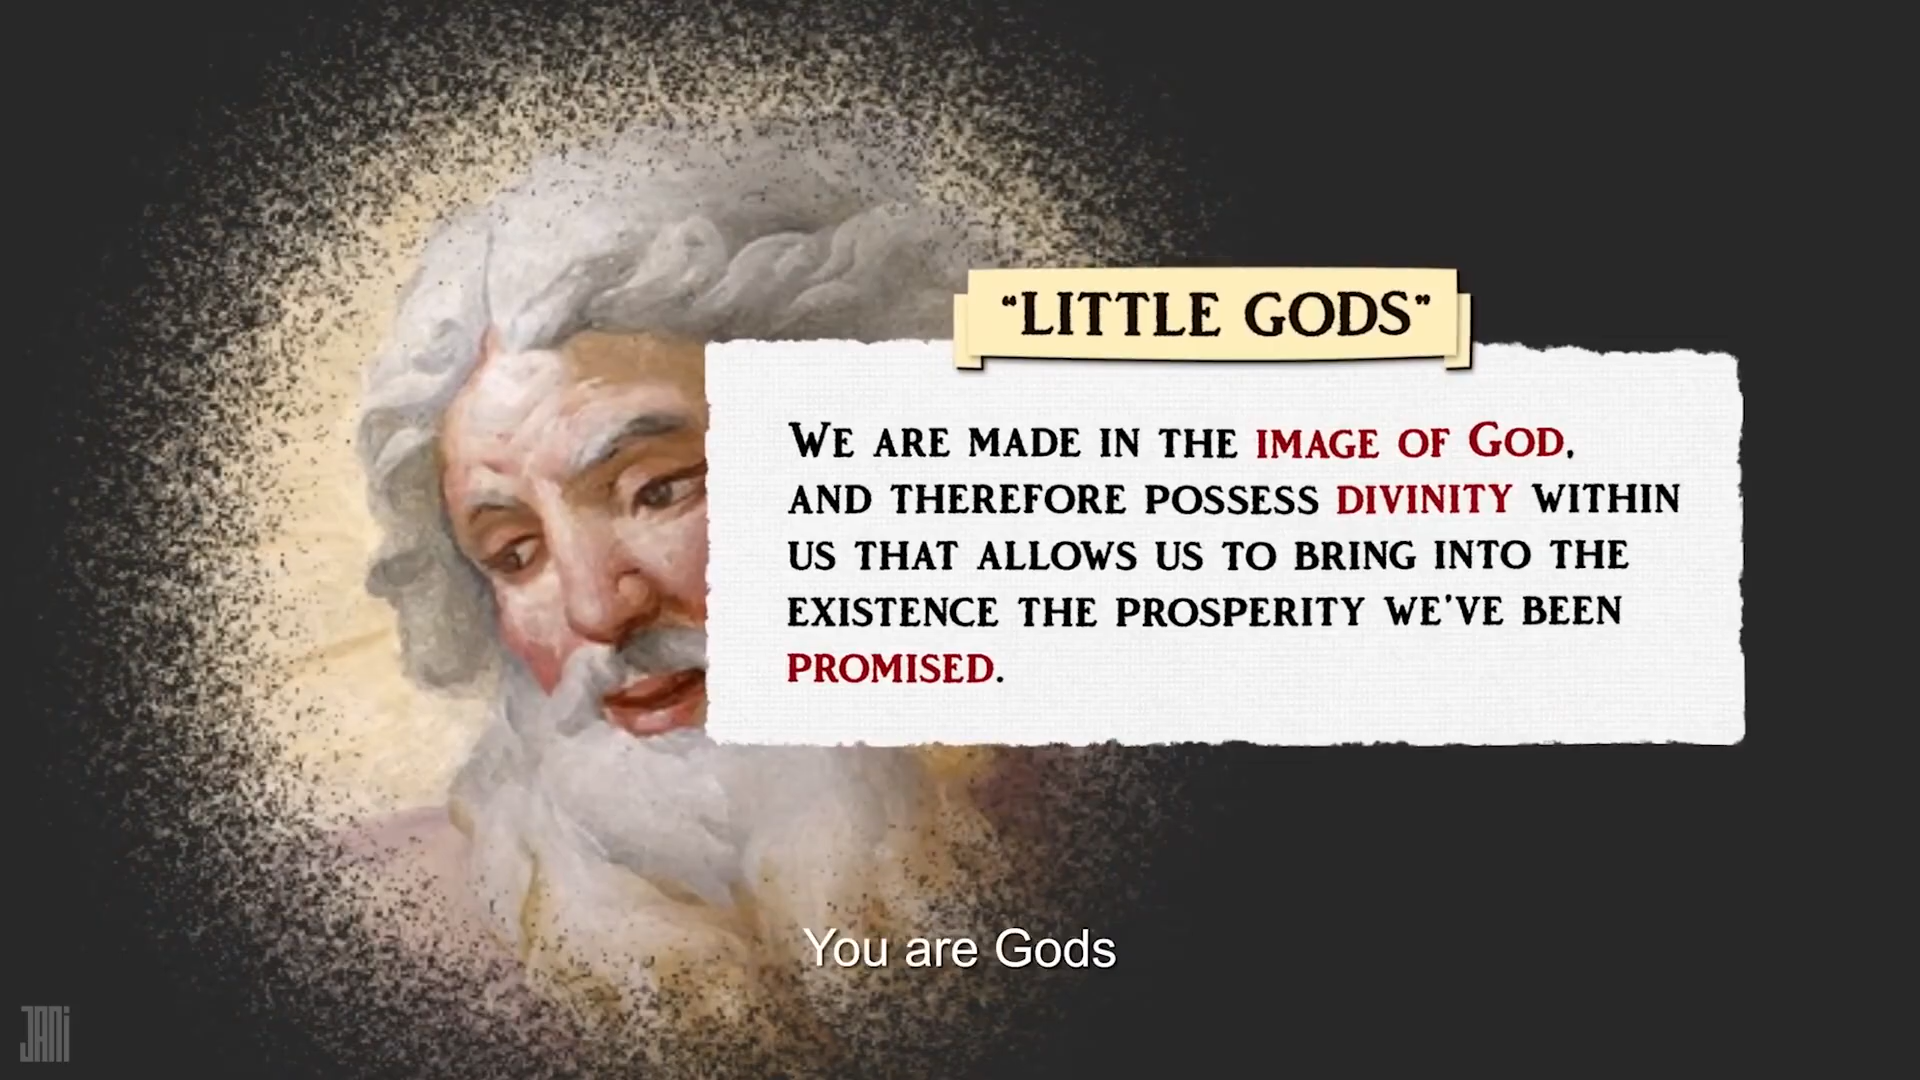 “LITTLE GODS”
WE ARE MADE IN THE IMAGE OF GOD,
AND THEREFORE POSSESS DIVINITY WITHIN
US THAT ALLOWS US TO BRING INTO THE
EXISTENCE THE PROSPERITY WE'VE BEEN
PROMISED.
You are Gods
JANi